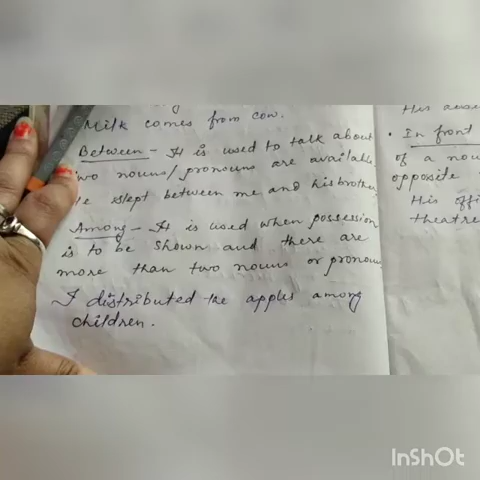 Milk comes from cow.
Between - It is used to talk about
two nouns/pronouns are available
He slept between me and his brother
Among - It is used when possession
is to be shown and there are
more than two nouns or pronouns
I distributed the apples among
children.
• In front
of a nou
opposite
His offi
theatre
InShOt